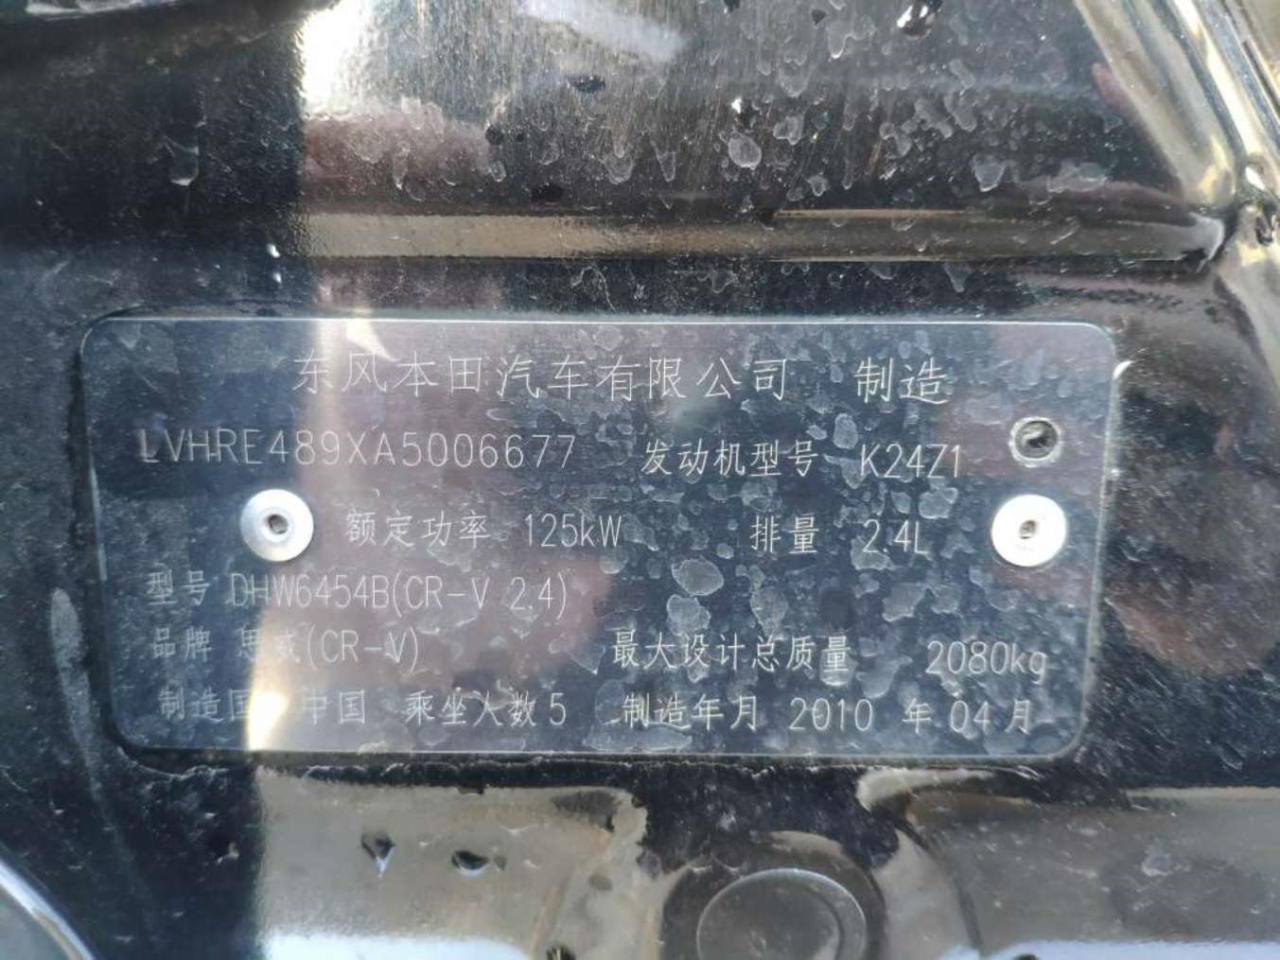 东风本田汽车有限公司 制造
LVHRE489XA5006677 发动机型号 K24Z1
额定功率 125kW 排量 2.4L
型号 DHW6454B(CR-V 2.4)
品牌 思威(CR-V) 最大设计总质量 2080kg
制造国 中国 乘坐人数 5 制造年月 2010 年 04 月